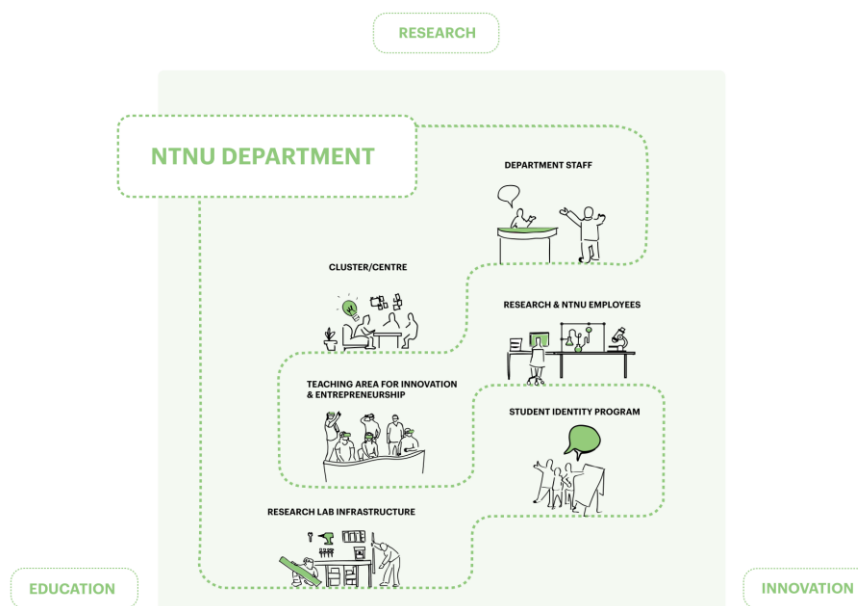 RESEARCH
NTNU DEPARTMENT
DEPARTMENT STAFF
CLUSTER/CENTRE
RESEARCH & NTNU EMPLOYEES
TEACHING AREA FOR INNOVATION
& ENTREPRENEURSHIP
STUDENT IDENTITY PROGRAM
RESEARCH LAB INFRASTRUCTURE
EDUCATION
INNOVATION